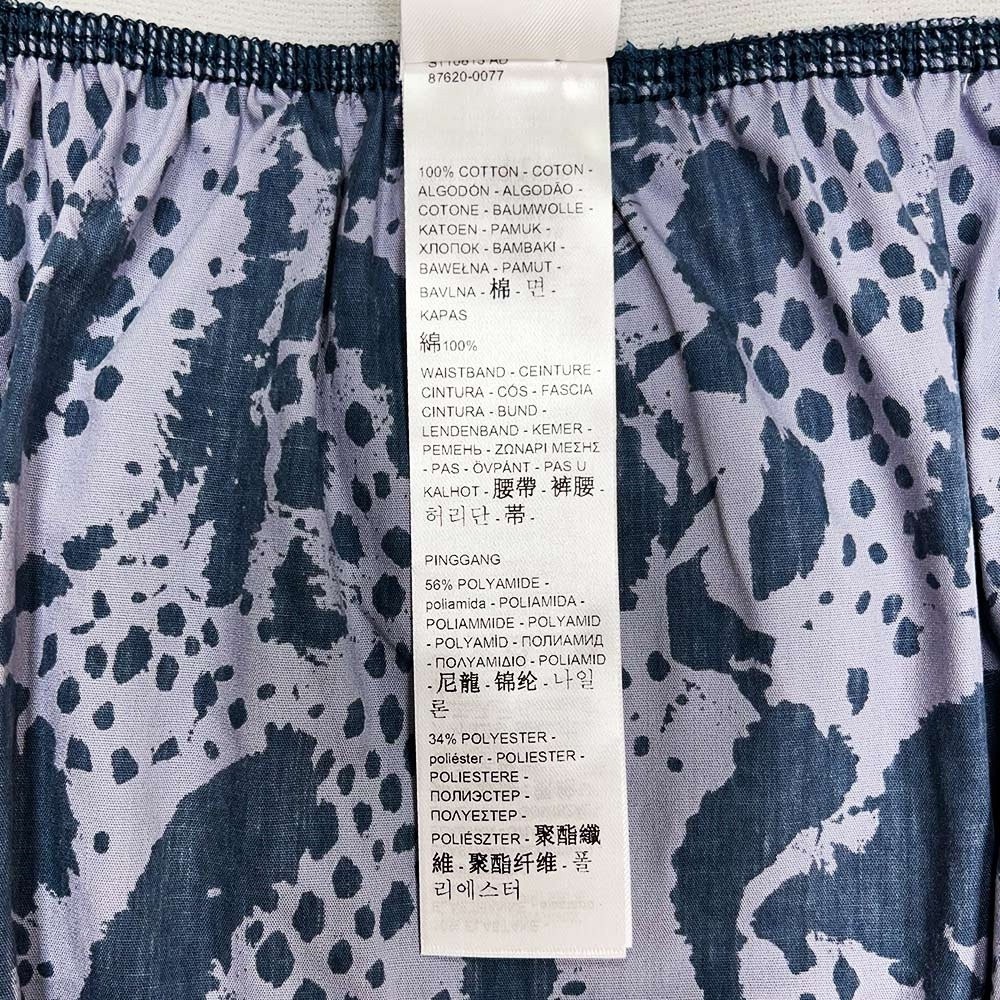 87620-0077
100% COTTON - COTON -
ALGODÓN - ALGODÃO -
COTONE - BAUMWOLLE -
KATOEN - PAMUK -
ХЛОПОК - BAMBAKI -
BAWEŁNA - PAMUT -
BAVLNA - 棉 - 면 -
KAPAS
綿100%
WAISTBAND - CEINTURE -
CINTURA - CÓS - FASCIA
CINTURA - BUND -
LENDENBAND - KEMER -
РЕМЕНЬ - ΖΩΝΑΡΙ ΜΕΣΗΣ
- PAS - ÖVPÁNT - PAS U
KALHOT - 腰帶 - 裤腰 -
허리단 - 帯 -
PINGGANG
56% POLYAMIDE -
poliamida - POLIAMIDA -
POLIAMMIDE - POLYAMID
- POLYAMİD - ПОЛИАМИД
- ΠΟΛΥΑΜΙΔΙΟ - POLIAMID
- 尼龍 - 锦纶 - 나일
론
34% POLYESTER -
poliéster - POLIESTER -
POLIESTERE -
ПОЛИЭСТЕР -
ΠΟΛΥΕΣΤΕΡ -
POLIÉSZTER - 聚酯纖
維 - 聚酯纤维 - 폴
리에스터